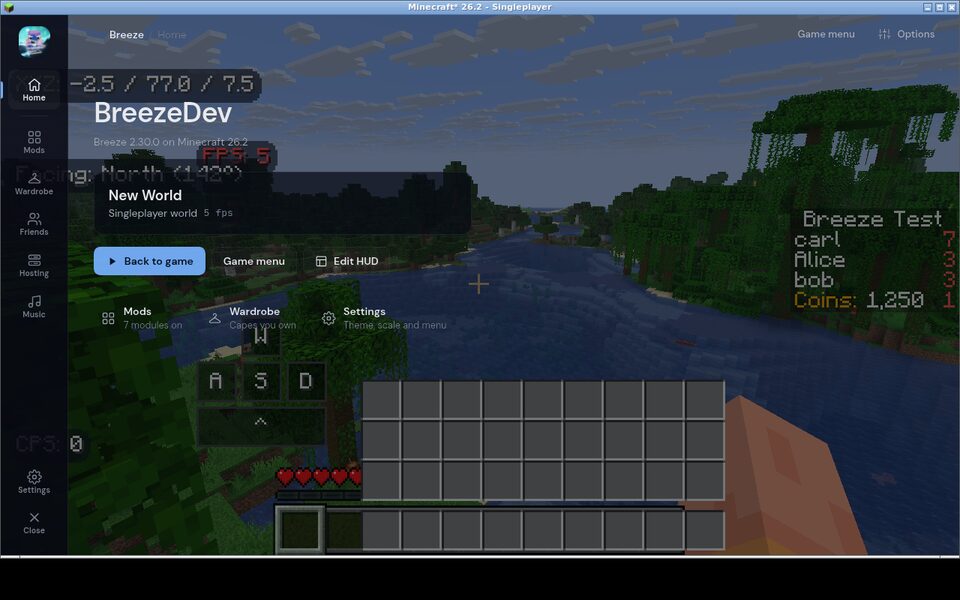 Minecraft* 26.2 - Singleplayer
Breeze / Home
Game menu
Options
XYZ: -2.5 / 77.0 / 7.5
Home
BreezeDev
Breeze 2.30.0 on Minecraft 26.2
FPS: 5
Mods
Facing: North (142°)
Wardrobe
New World
Singleplayer world 5 fps
Friends
Breeze Test
carl 7
Alice 3
bob 3
Coins: 1,250 1
Back to game
Game menu
Edit HUD
Hosting
Music
Mods
7 modules on
Wardrobe
Capes you own
Settings
Theme, scale and menu
W
A S D
^
CPS: 0
Settings
Close